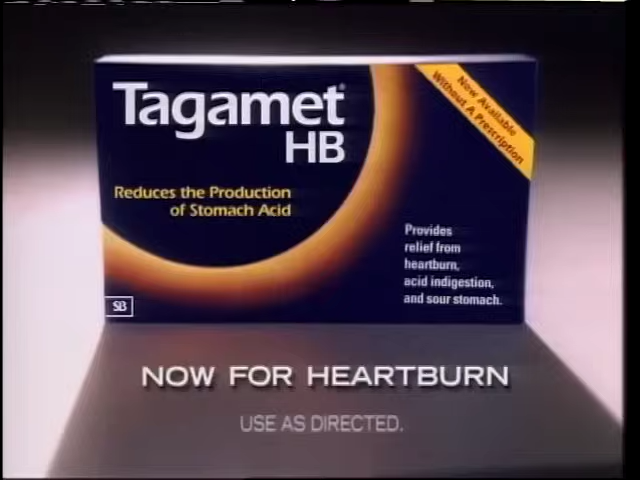 Tagamet®
HB
Reduces the Production
of Stomach Acid
Now Available
Without A Prescription
Provides
relief from
heartburn,
acid indigestion,
and sour stomach.
SB
NOW FOR HEARTBURN
USE AS DIRECTED.